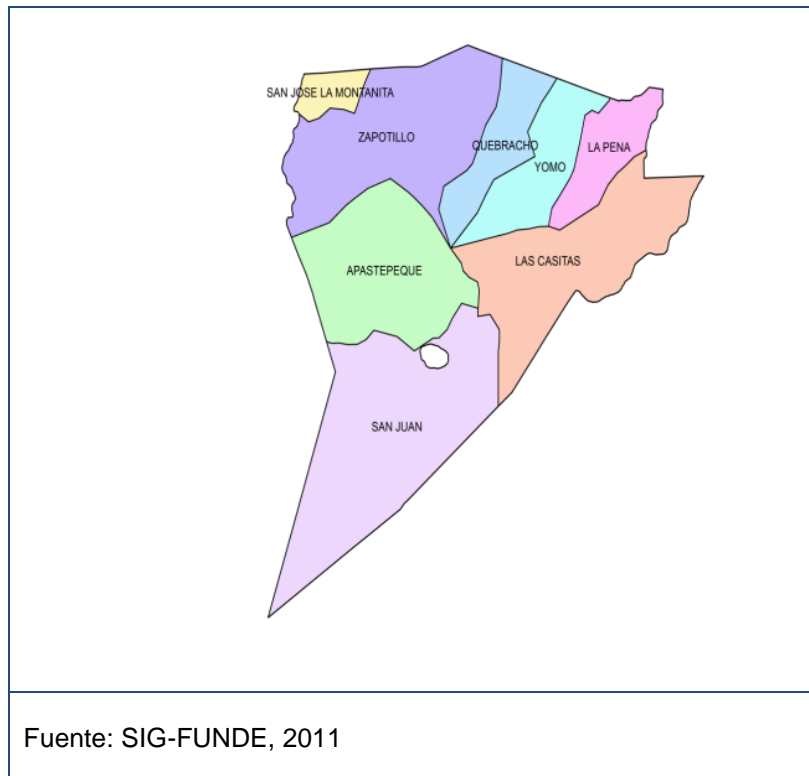 SAN JOSE LA MONTANITA
ZAPOTILLO
QUEBRACHO
YOMO
LA PENA
APASTEPEQUE
LAS CASITAS
SAN JUAN
Fuente: SIG-FUNDE, 2011